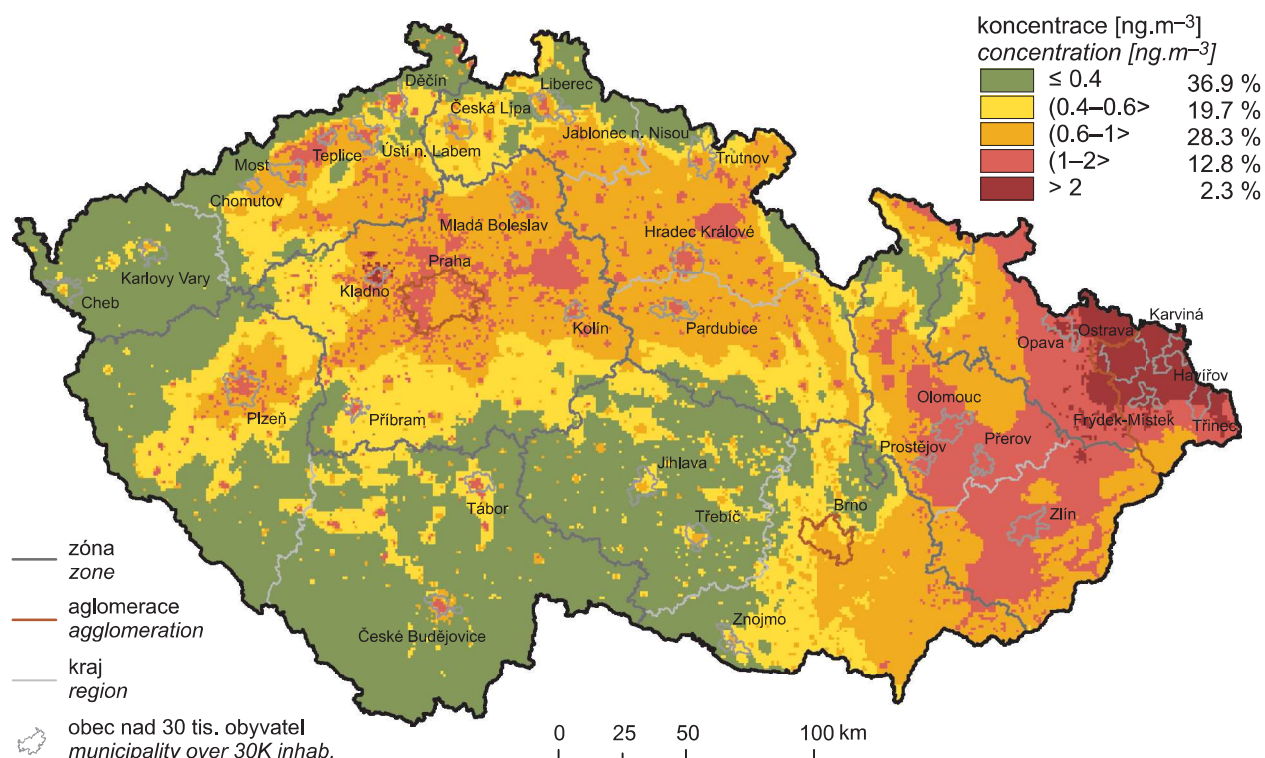 koncentrace [ng.m–3]
concentration [ng.m–3]
≤ 0.4 36.9 %
(0.4–0.6> 19.7 %
(0.6–1> 28.3 %
(1–2> 12.8 %
> 2 2.3 %
Děčín
Liberec
Česká Lípa
Jablonec n. Nisou
Ústí n. Labem
Teplice
Trutnov
Most
Chomutov
Mladá Boleslav
Hradec Králové
Karlovy Vary
Praha
Cheb
Kladno
Kolín
Pardubice
Karviná
Ostrava
Opava
Havířov
Olomouc
Frýdek-Místek
Třinec
Plzeň
Příbram
Prostějov
Přerov
Jihlava
Tábor
Třebíč
Brno
Zlín
České Budějovice
Znojmo
zóna
zone
aglomerace
agglomeration
kraj
region
obec nad 30 tis. obyvatel
municipality over 30K inhab.
0 25 50 100 km